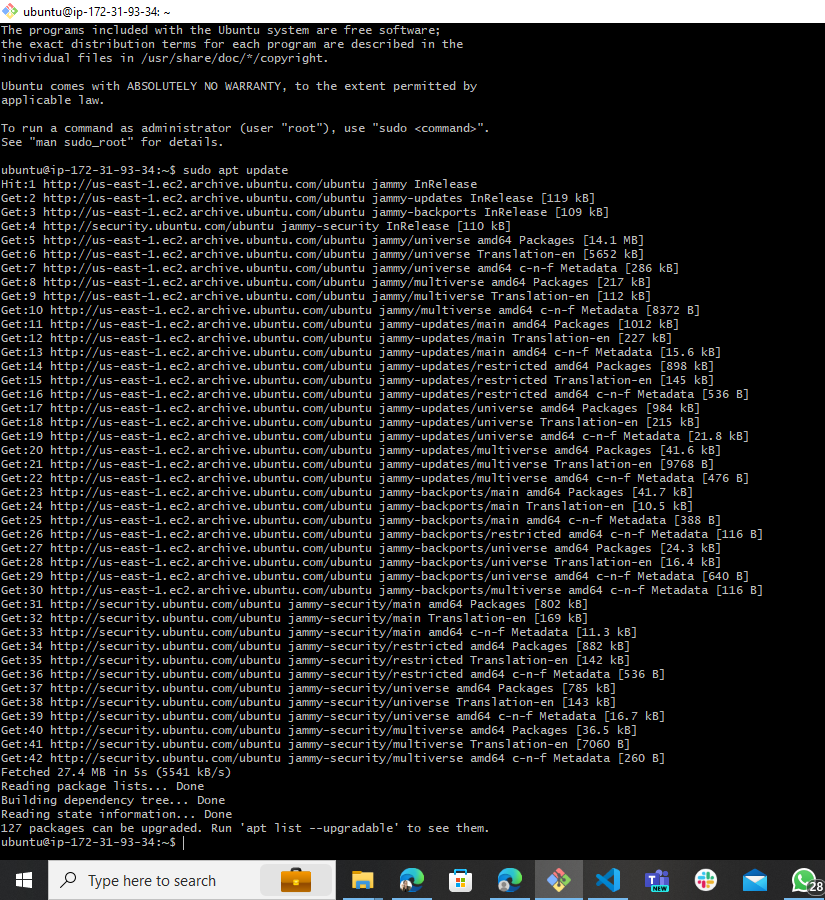 ubuntu@ip-172-31-93-34: ~
The programs included with the Ubuntu system are free software;
the exact distribution terms for each program are described in the
individual files in /usr/share/doc/*/copyright.
Ubuntu comes with ABSOLUTELY NO WARRANTY, to the extent permitted by
applicable law.
To run a command as administrator (user "root"), use "sudo <command>".
See "man sudo_root" for details.
ubuntu@ip-172-31-93-34:~$ sudo apt update
Hit:1 http://us-east-1.ec2.archive.ubuntu.com/ubuntu jammy InRelease
Get:2 http://us-east-1.ec2.archive.ubuntu.com/ubuntu jammy-updates InRelease [119 kB]
Get:3 http://us-east-1.ec2.archive.ubuntu.com/ubuntu jammy-backports InRelease [109 kB]
Get:4 http://security.ubuntu.com/ubuntu jammy-security InRelease [110 kB]
Get:5 http://us-east-1.ec2.archive.ubuntu.com/ubuntu jammy/universe amd64 Packages [14.1 MB]
Get:6 http://us-east-1.ec2.archive.ubuntu.com/ubuntu jammy/universe Translation-en [5652 kB]
Get:7 http://us-east-1.ec2.archive.ubuntu.com/ubuntu jammy/universe amd64 c-n-f Metadata [286 kB]
Get:8 http://us-east-1.ec2.archive.ubuntu.com/ubuntu jammy/multiverse amd64 Packages [217 kB]
Get:9 http://us-east-1.ec2.archive.ubuntu.com/ubuntu jammy/multiverse Translation-en [112 kB]
Get:10 http://us-east-1.ec2.archive.ubuntu.com/ubuntu jammy/multiverse amd64 c-n-f Metadata [8372 B]
Get:11 http://us-east-1.ec2.archive.ubuntu.com/ubuntu jammy-updates/main amd64 Packages [1012 kB]
Get:12 http://us-east-1.ec2.archive.ubuntu.com/ubuntu jammy-updates/main Translation-en [227 kB]
Get:13 http://us-east-1.ec2.archive.ubuntu.com/ubuntu jammy-updates/main amd64 c-n-f Metadata [15.6 kB]
Get:14 http://us-east-1.ec2.archive.ubuntu.com/ubuntu jammy-updates/restricted amd64 Packages [898 kB]
Get:15 http://us-east-1.ec2.archive.ubuntu.com/ubuntu jammy-updates/restricted Translation-en [145 kB]
Get:16 http://us-east-1.ec2.archive.ubuntu.com/ubuntu jammy-updates/restricted amd64 c-n-f Metadata [536 B]
Get:17 http://us-east-1.ec2.archive.ubuntu.com/ubuntu jammy-updates/universe amd64 Packages [984 kB]
Get:18 http://us-east-1.ec2.archive.ubuntu.com/ubuntu jammy-updates/universe Translation-en [215 kB]
Get:19 http://us-east-1.ec2.archive.ubuntu.com/ubuntu jammy-updates/universe amd64 c-n-f Metadata [21.8 kB]
Get:20 http://us-east-1.ec2.archive.ubuntu.com/ubuntu jammy-updates/multiverse amd64 Packages [41.6 kB]
Get:21 http://us-east-1.ec2.archive.ubuntu.com/ubuntu jammy-updates/multiverse Translation-en [9768 B]
Get:22 http://us-east-1.ec2.archive.ubuntu.com/ubuntu jammy-updates/multiverse amd64 c-n-f Metadata [476 B]
Get:23 http://us-east-1.ec2.archive.ubuntu.com/ubuntu jammy-backports/main amd64 Packages [41.7 kB]
Get:24 http://us-east-1.ec2.archive.ubuntu.com/ubuntu jammy-backports/main Translation-en [10.5 kB]
Get:25 http://us-east-1.ec2.archive.ubuntu.com/ubuntu jammy-backports/main amd64 c-n-f Metadata [388 B]
Get:26 http://us-east-1.ec2.archive.ubuntu.com/ubuntu jammy-backports/restricted amd64 c-n-f Metadata [116 B]
Get:27 http://us-east-1.ec2.archive.ubuntu.com/ubuntu jammy-backports/universe amd64 Packages [24.3 kB]
Get:28 http://us-east-1.ec2.archive.ubuntu.com/ubuntu jammy-backports/universe Translation-en [16.4 kB]
Get:29 http://us-east-1.ec2.archive.ubuntu.com/ubuntu jammy-backports/universe amd64 c-n-f Metadata [640 B]
Get:30 http://us-east-1.ec2.archive.ubuntu.com/ubuntu jammy-backports/multiverse amd64 c-n-f Metadata [116 B]
Get:31 http://security.ubuntu.com/ubuntu jammy-security/main amd64 Packages [802 kB]
Get:32 http://security.ubuntu.com/ubuntu jammy-security/main Translation-en [169 kB]
Get:33 http://security.ubuntu.com/ubuntu jammy-security/main amd64 c-n-f Metadata [11.3 kB]
Get:34 http://security.ubuntu.com/ubuntu jammy-security/restricted amd64 Packages [882 kB]
Get:35 http://security.ubuntu.com/ubuntu jammy-security/restricted Translation-en [142 kB]
Get:36 http://security.ubuntu.com/ubuntu jammy-security/restricted amd64 c-n-f Metadata [536 B]
Get:37 http://security.ubuntu.com/ubuntu jammy-security/universe amd64 Packages [785 kB]
Get:38 http://security.ubuntu.com/ubuntu jammy-security/universe Translation-en [143 kB]
Get:39 http://security.ubuntu.com/ubuntu jammy-security/universe amd64 c-n-f Metadata [16.7 kB]
Get:40 http://security.ubuntu.com/ubuntu jammy-security/multiverse amd64 Packages [36.5 kB]
Get:41 http://security.ubuntu.com/ubuntu jammy-security/multiverse Translation-en [7060 B]
Get:42 http://security.ubuntu.com/ubuntu jammy-security/multiverse amd64 c-n-f Metadata [260 B]
Fetched 27.4 MB in 5s (5541 kB/s)
Reading package lists... Done
Building dependency tree... Done
Reading state information... Done
127 packages can be upgraded. Run 'apt list --upgradable' to see them.
ubuntu@ip-172-31-93-34:~$
Type here to search
NEW
28